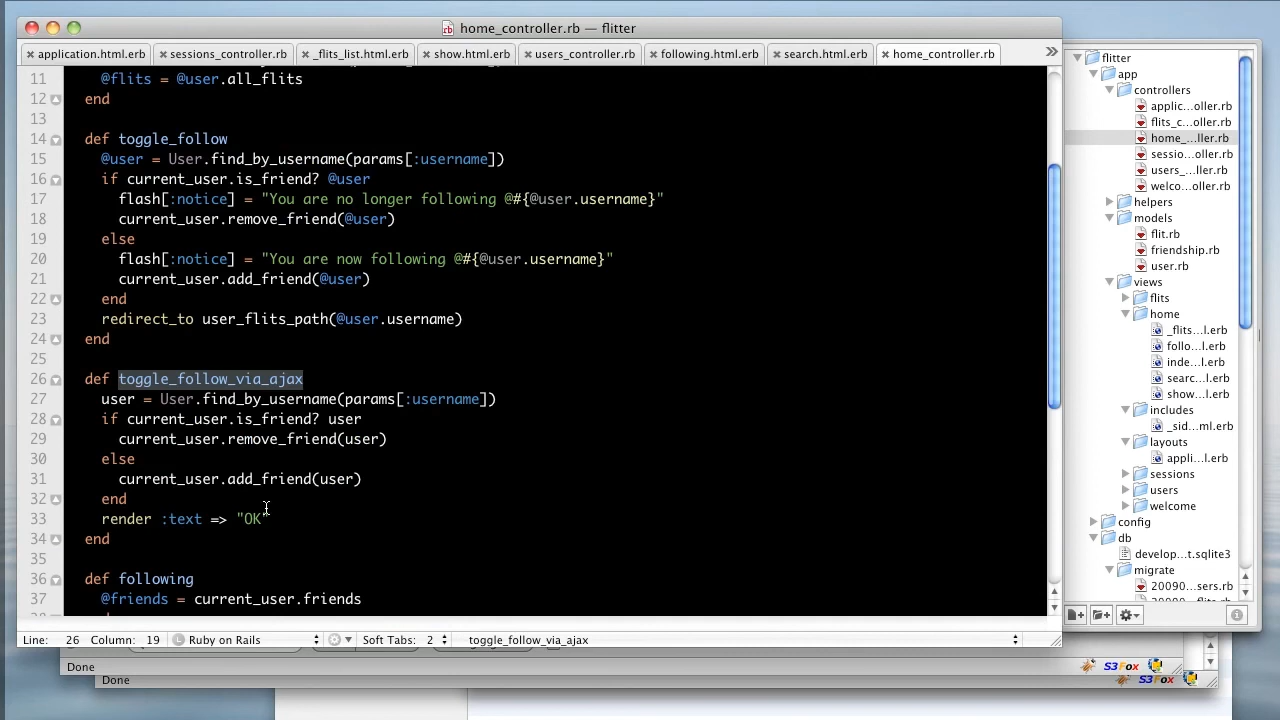 home_controller.rb — flitter
application.html.erb sessions_controller.rb _flits_list.html.erb show.html.erb users_controller.rb following.html.erb search.html.erb home_controller.rb »
11 @flits = @user.all_flits
12 end
13
14 def toggle_follow
15 @user = User.find_by_username(params[:username])
16 if current_user.is_friend? @user
17 flash[:notice] = "You are no longer following @#{@user.username}"
18 current_user.remove_friend(@user)
19 else
20 flash[:notice] = "You are now following @#{@user.username}"
21 current_user.add_friend(@user)
22 end
23 redirect_to user_flits_path(@user.username)
24 end
25
26 def toggle_follow_via_ajax
27 user = User.find_by_username(params[:username])
28 if current_user.is_friend? user
29 current_user.remove_friend(user)
30 else
31 current_user.add_friend(user)
32 end
33 render :text => "OK"
34 end
35
36 def following
37 @friends = current_user.friends
Line: 26 Column: 19 Ruby on Rails Soft Tabs: 2 toggle_follow_via_ajax
flitter
app
controllers
applic...oller.rb
flits_c...oller.rb
home_...ller.rb
sessio...oller.rb
users_...ller.rb
welco...oller.rb
helpers
models
flit.rb
friendship.rb
user.rb
views
flits
home
_flits...l.erb
follo...l.erb
inde...l.erb
searc...l.erb
show...l.erb
includes
_sid...ml.erb
layouts
appli...l.erb
sessions
users
welcome
config
db
develop...t.sqlite3
migrate
20090...sers.rb
Done S3Fox
Done S3Fox